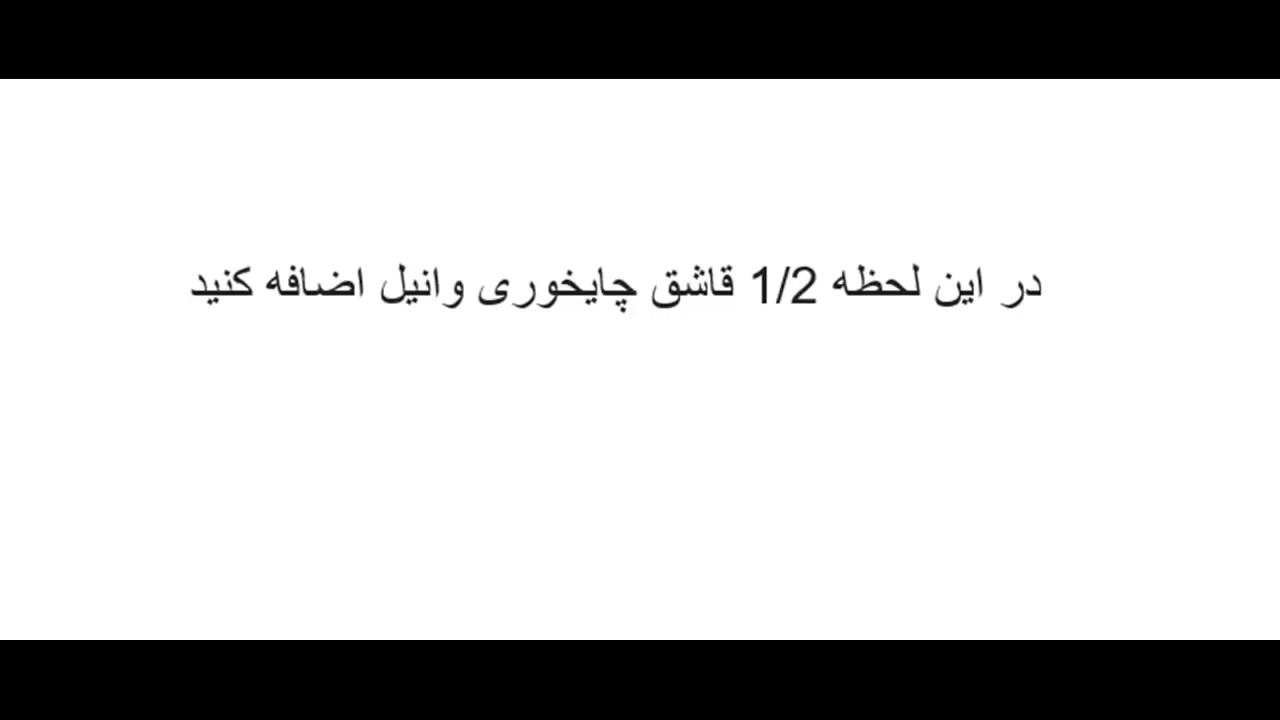 در این لحظه 1/2 قاشق چایخوری وانیل اضافه کنید